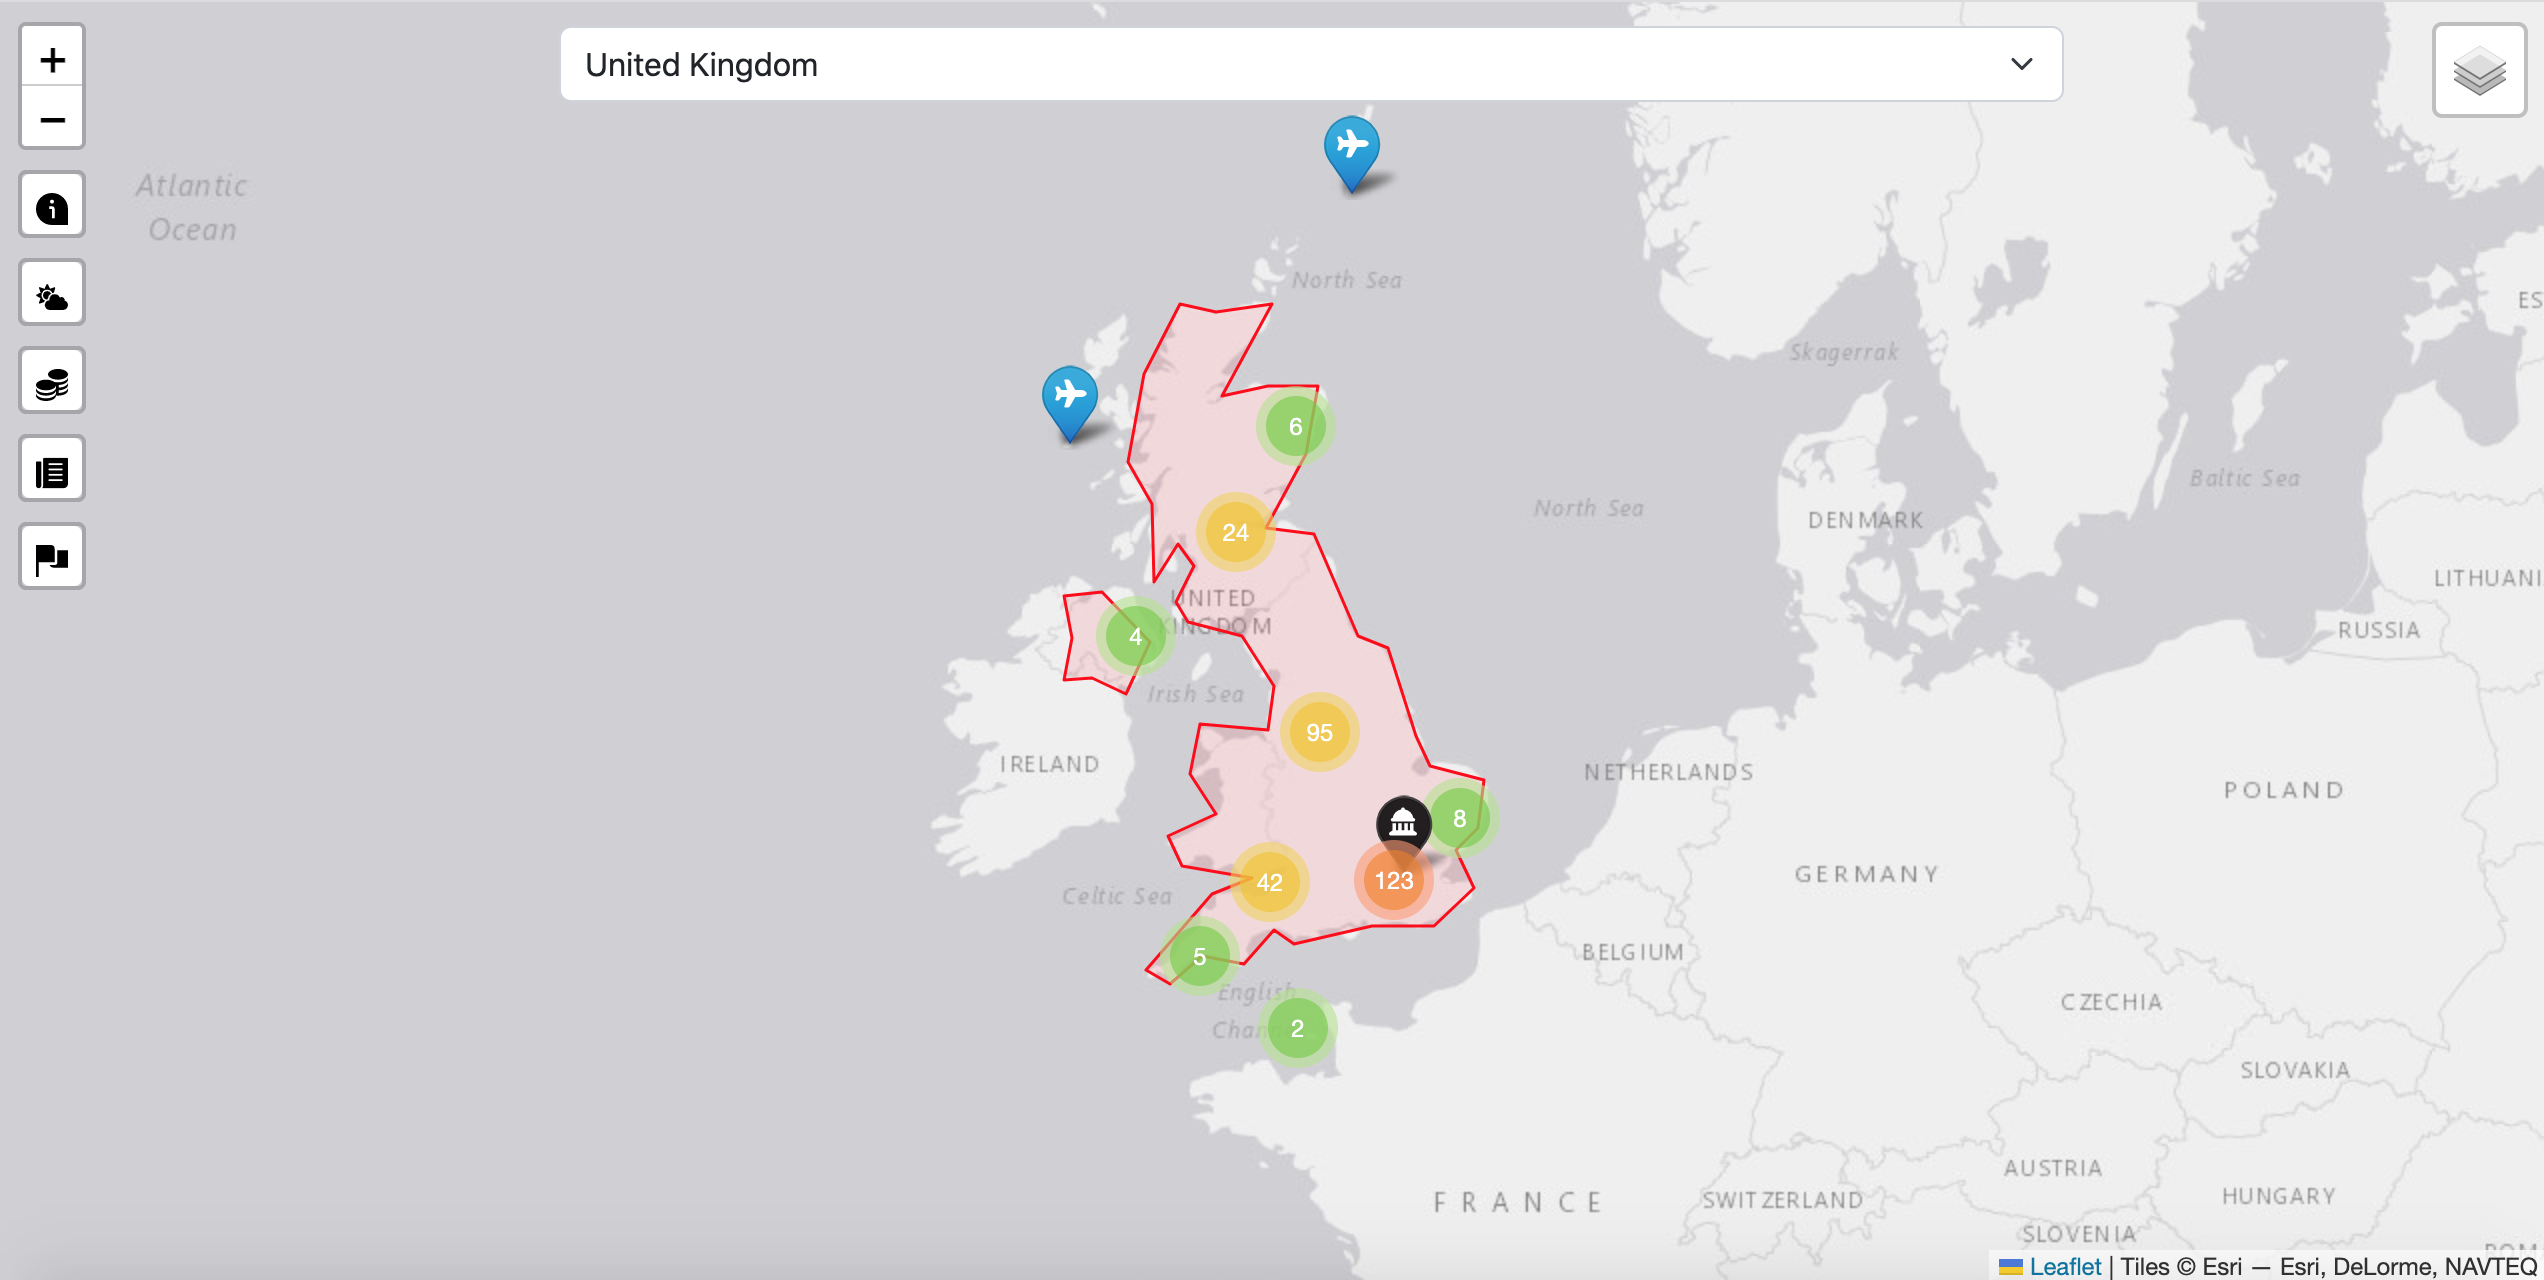 +
United Kingdom
−
Atlantic
Ocean
North Sea
Skagerrak
6
North Sea
Baltic Sea
24
DENMARK
LITHUANI
UNITED
KINGDOM
4
RUSSIA
Irish Sea
95
IRELAND
NETHERLANDS
POLAND
8
GERMANY
123
42
Celtic Sea
BELGIUM
5
English
Chan
2
CZECHIA
SLOVAKIA
AUSTRIA
FRANCE
SWITZERLAND
HUNGARY
SLOVENIA
ES
Leaflet | Tiles © Esri — Esri, DeLorme, NAVTEQ